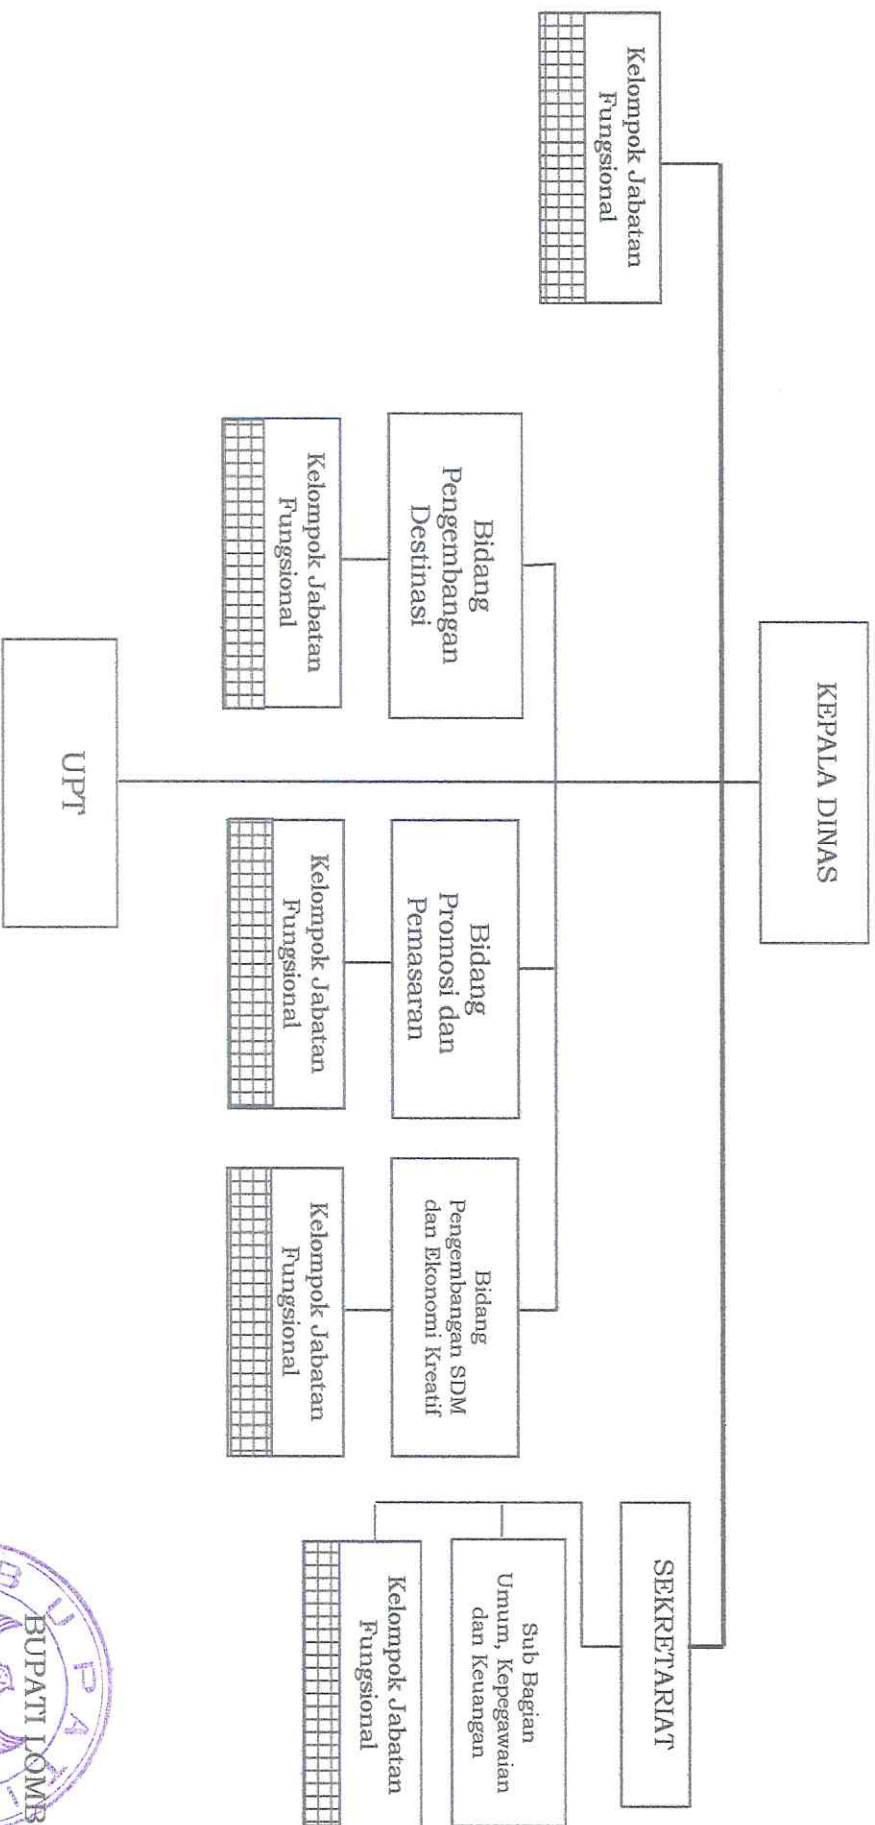 KEPALA DINAS
Kelompok Jabatan
Fungsional
SEKRETARIAT
Sub Bagian
Umum, Kepegawaian
dan Keuangan
Kelompok Jabatan
Fungsional
Bidang
Pengembangan
Destinasi
Kelompok Jabatan
Fungsional
Bidang
Promosi dan
Pemasaran
Kelompok Jabatan
Fungsional
Bidang
Pengembangan SDM
dan Ekonomi Kreatif
Kelompok Jabatan
Fungsional
UPT
BUPATI LOMB
BUPATI